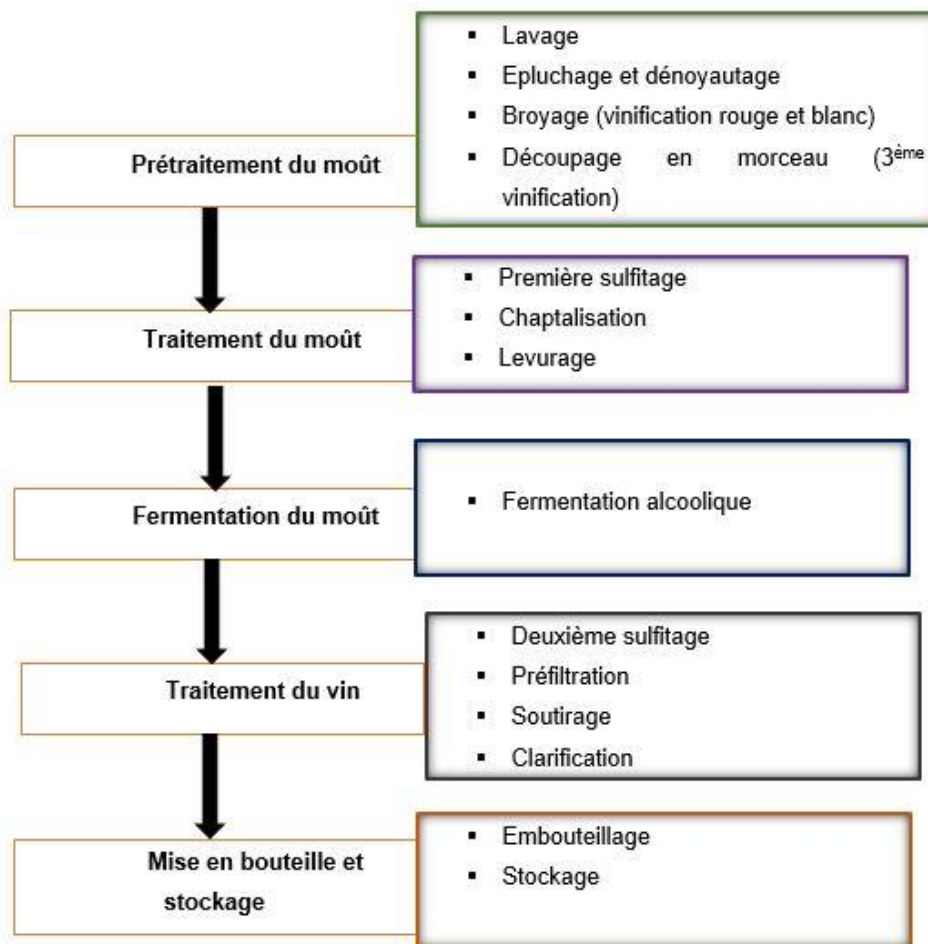 Prétraitement du moût
▪ Lavage
▪ Epluchage et dénoyautage
▪ Broyage (vinification rouge et blanc)
▪ Découpage en morceau (3ème
vinification)
Traitement du moût
▪ Première sulfitage
▪ Chaptalisation
▪ Levurage
Fermentation du moût
▪ Fermentation alcoolique
Traitement du vin
▪ Deuxième sulfitage
▪ Préfiltration
▪ Soutirage
▪ Clarification
Mise en bouteille et
stockage
▪ Embouteillage
▪ Stockage